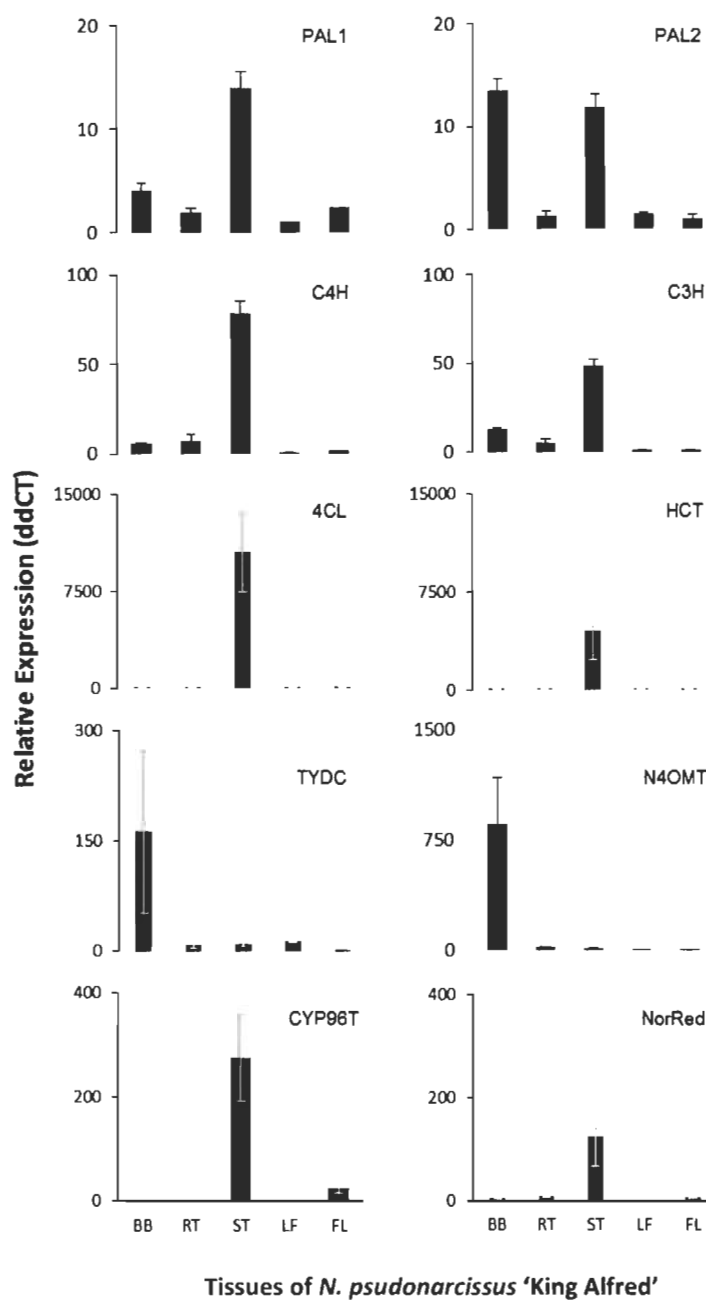 Relative Expression (ddCT)
PAL1
20
10
0
PAL2
20
10
0
C4H
100
50
0
C3H
100
50
0
4CL
15000
7500
0
HCT
15000
7500
0
TYDC
300
150
0
N4OMT
1500
750
0
CYP96T
400
200
0
NorRed
400
200
0
BB RT ST LF FL
BB RT ST LF FL
Tissues of N. psudonarcissus ‘King Alfred’